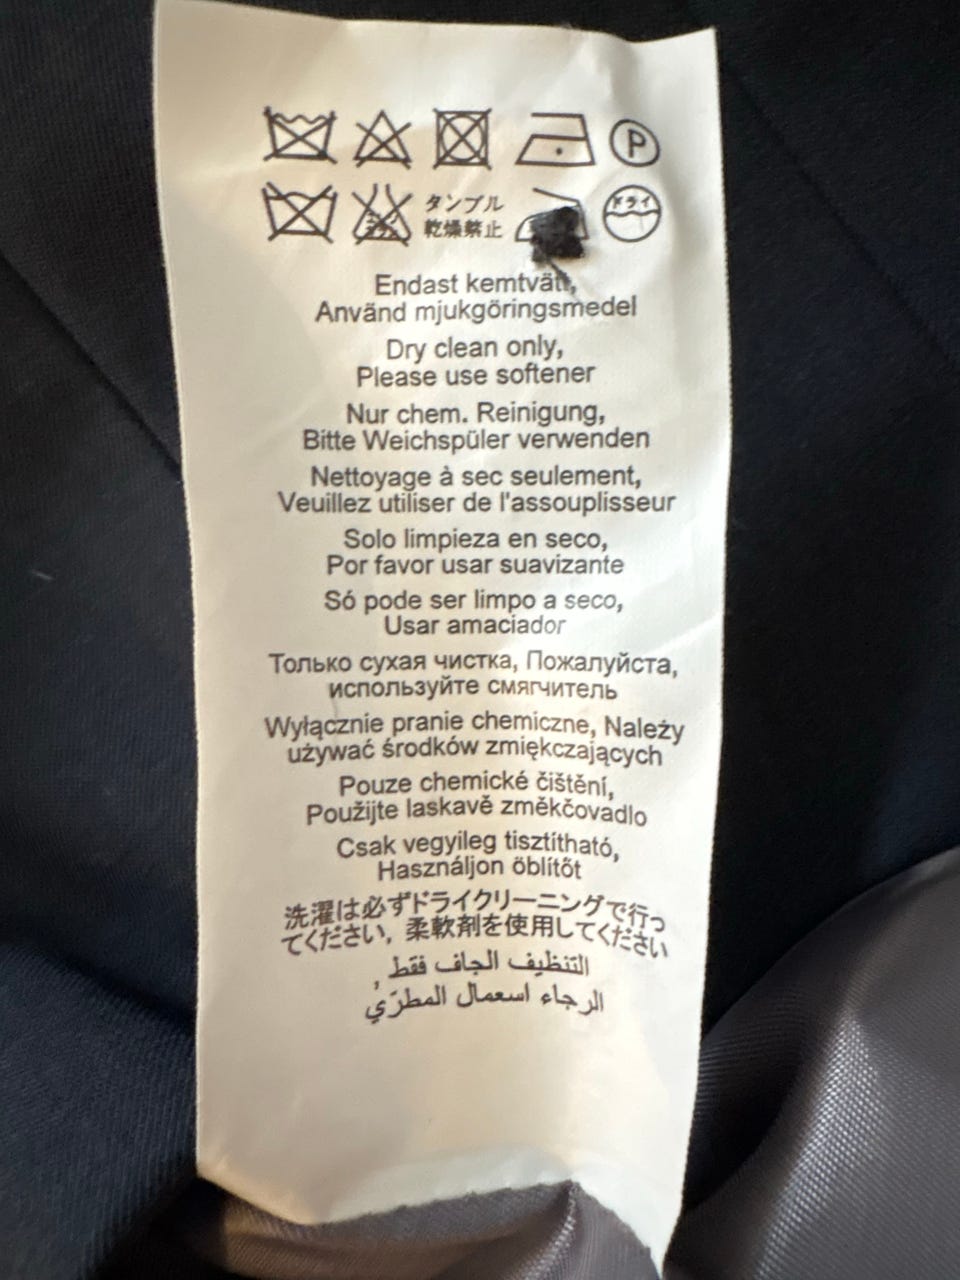 P
タンブル ドライ
乾燥禁止
Endast kemtvätt,
Använd mjukgöringsmedel
Dry clean only,
Please use softener
Nur chem. Reinigung,
Bitte Weichspüler verwenden
Nettoyage à sec seulement,
Veuillez utiliser de l'assouplisseur
Solo limpieza en seco,
Por favor usar suavizante
Só pode ser limpo a seco,
Usar amaciador
Только сухая чистка, Пожалуйста,
используйте смягчитель
Wyłącznie pranie chemiczne, Należy
używać środków zmiękczających
Pouze chemické čištění,
Použijte laskavě změkčovadlo
Csak vegyileg tisztítható,
Használjon öblítőt
洗濯は必ずドライクリーニングで行っ
てください, 柔軟剤を使用してください
التنظيف الجاف فقط,
الرجاء اسعمال المطرّي